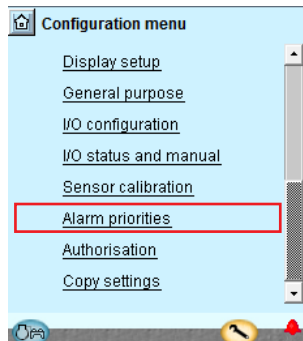 Configuration menu
Display setup
General purpose
I/O configuration
I/O status and manual
Sensor calibration
Alarm priorities
Authorisation
Copy settings